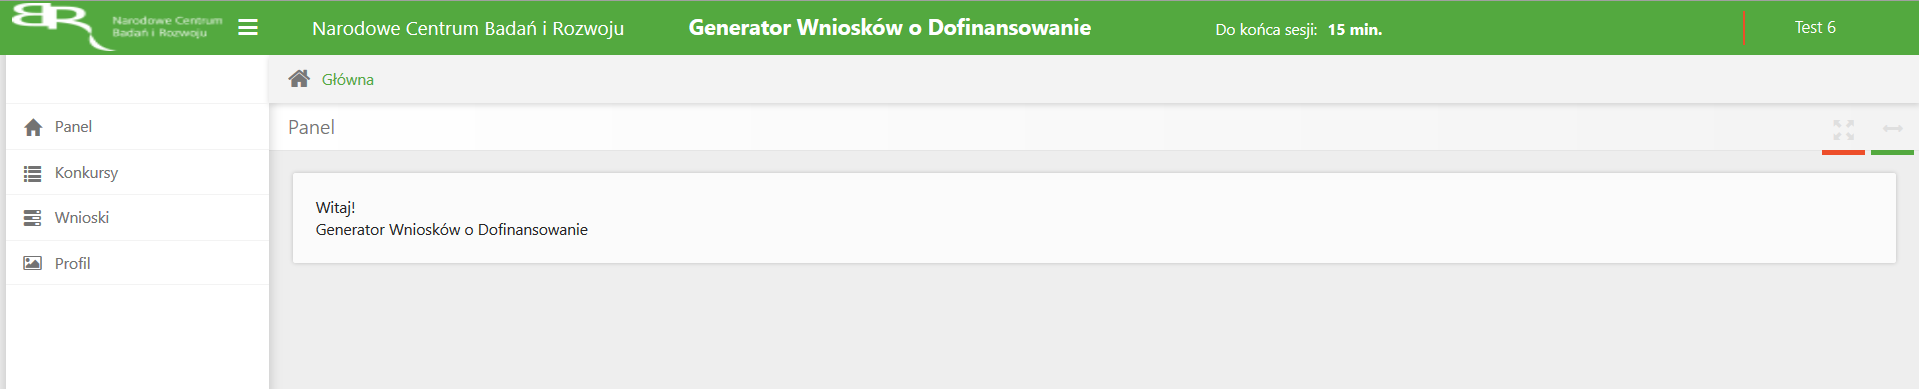 Narodowe Centrum
Badań i Rozwoju
Narodowe Centrum Badań i Rozwoju
Generator Wniosków o Dofinansowanie
Do końca sesji: 15 min.
Test 6
Główna
Panel
Konkursy
Wnioski
Profil
Panel
Witaj!
Generator Wniosków o Dofinansowanie